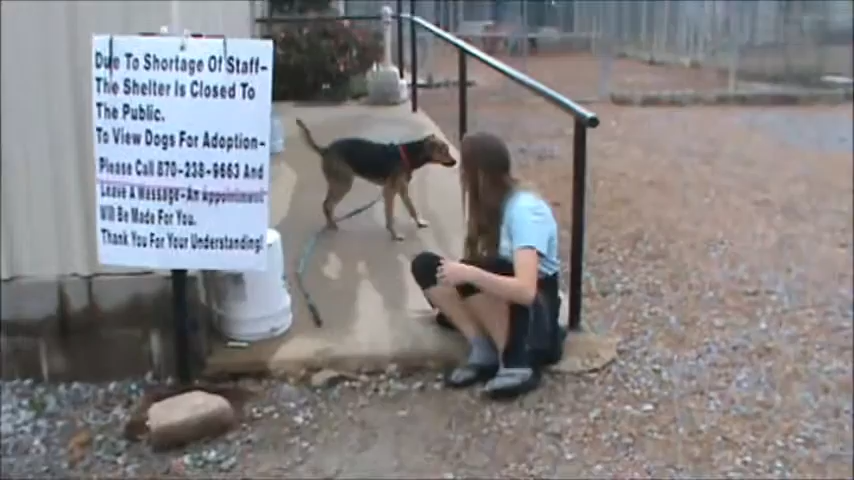 Due To Shortage Of Staff-
The Shelter Is Closed To
The Public.
To View Dogs For Adoption-
Please Call 870-238-9663 And
Leave A Massage-An Appointment
Will Be Made For You.
Thank You For Your Understanding!